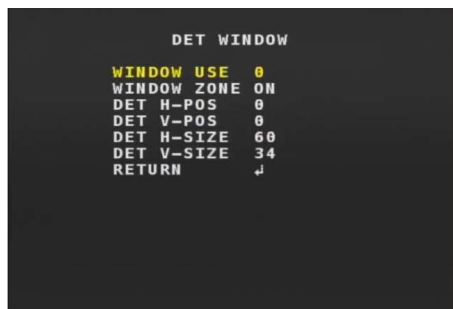 DET WINDOW
WINDOW USE 0
WINDOW ZONE ON
DET H-POS 0
DET V-POS 0
DET H-SIZE 60
DET V-SIZE 34
RETURN ↲